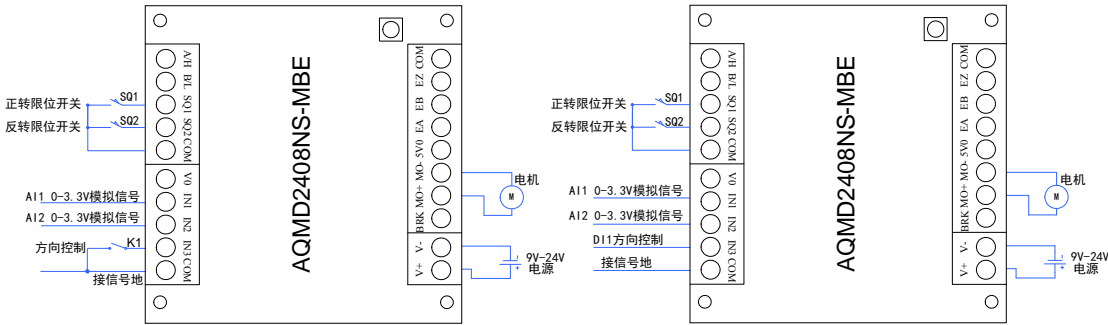 AQMD2408NS-MBE
A/H
B/L
SQ1
SQ2
COM
V0
IN1
IN2
IN3
COM
COM
EZ
EB
EA
5V0
MO-
MO+
BRK
V-
V+
正转限位开关
SQ1
反转限位开关
SQ2
AI1 0-3.3V模拟信号
AI2 0-3.3V模拟信号
方向控制
K1
接信号地
电机
M
9V-24V
电源
-
+
AQMD2408NS-MBE
A/H
B/L
SQ1
SQ2
COM
V0
IN1
IN2
IN3
COM
COM
EZ
EB
EA
5V0
MO-
MO+
BRK
V-
V+
正转限位开关
SQ1
反转限位开关
SQ2
AI1 0-3.3V模拟信号
AI2 0-3.3V模拟信号
DI1方向控制
接信号地
电机
M
9V-24V
电源
-
+